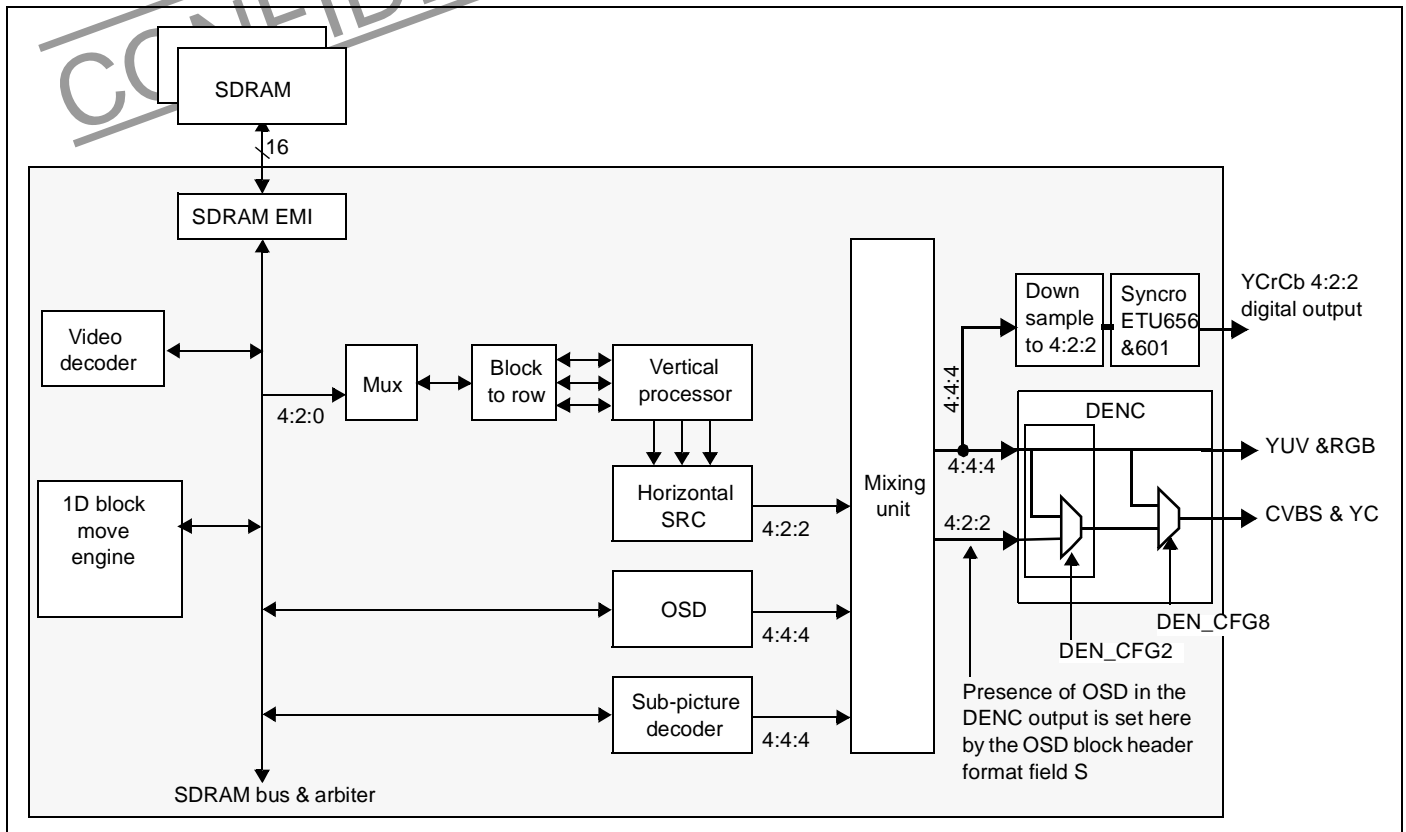 SDRAM
16
SDRAM EMI
Video
decoder
4:2:0
Mux
Block
to row
Vertical
processor
1D block
move
engine
Horizontal
SRC
4:2:2
OSD
4:4:4
Sub-picture
decoder
4:4:4
SDRAM bus & arbiter
Mixing
unit
Down
sample
to 4:2:2
Syncro
ETU656
&601
YCrCb 4:2:2
digital output
4:4:4
DENC
4:4:4
YUV &RGB
4:2:2
CVBS & YC
DEN_CFG8
DEN_CFG2
Presence of OSD in the
DENC output is set here
by the OSD block header
format field S